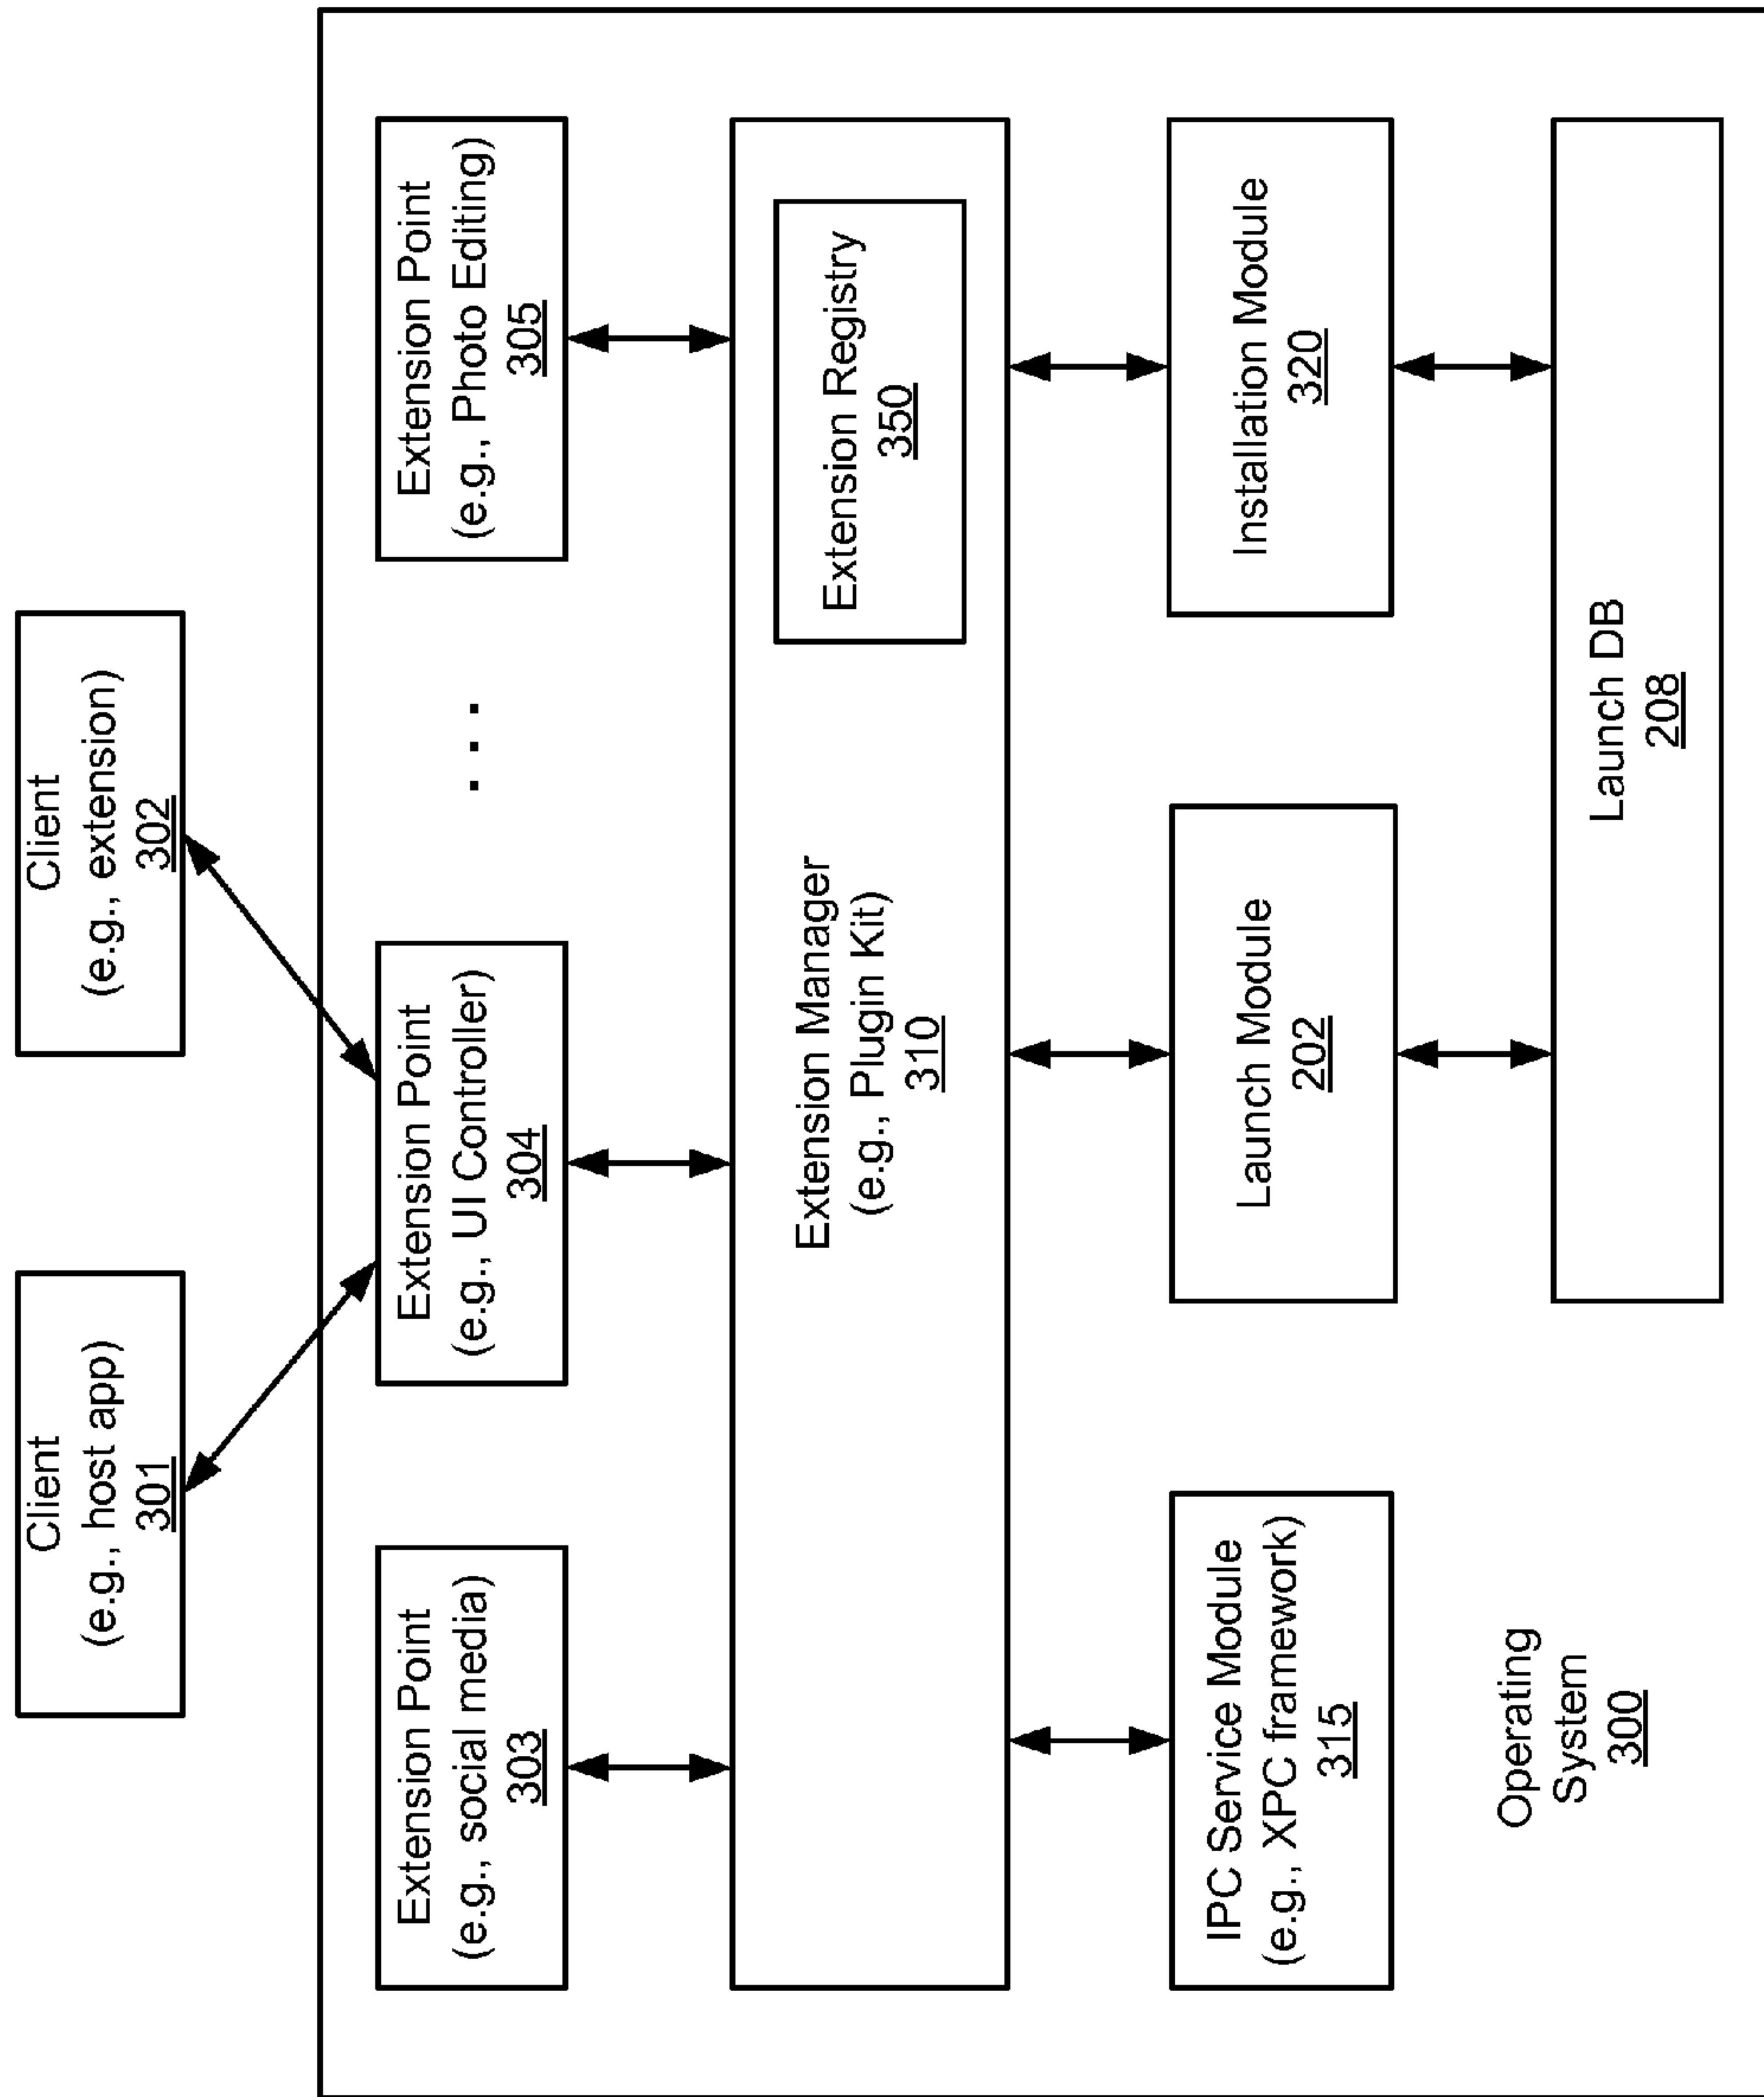 Client
(e.g., host app)
301
Client
(e.g., extension)
302
Extension Point
(e.g., social media)
303
Extension Point
(e.g., UI Controller)
304
. . .
Extension Point
(e.g., Photo Editing)
305
Extension Manager
(e.g., Plugin Kit)
310
Extension Registry
350
IPC Service Module
(e.g., XPC framework)
315
Launch Module
202
Installation Module
320
Launch DB
208
Operating
System
300